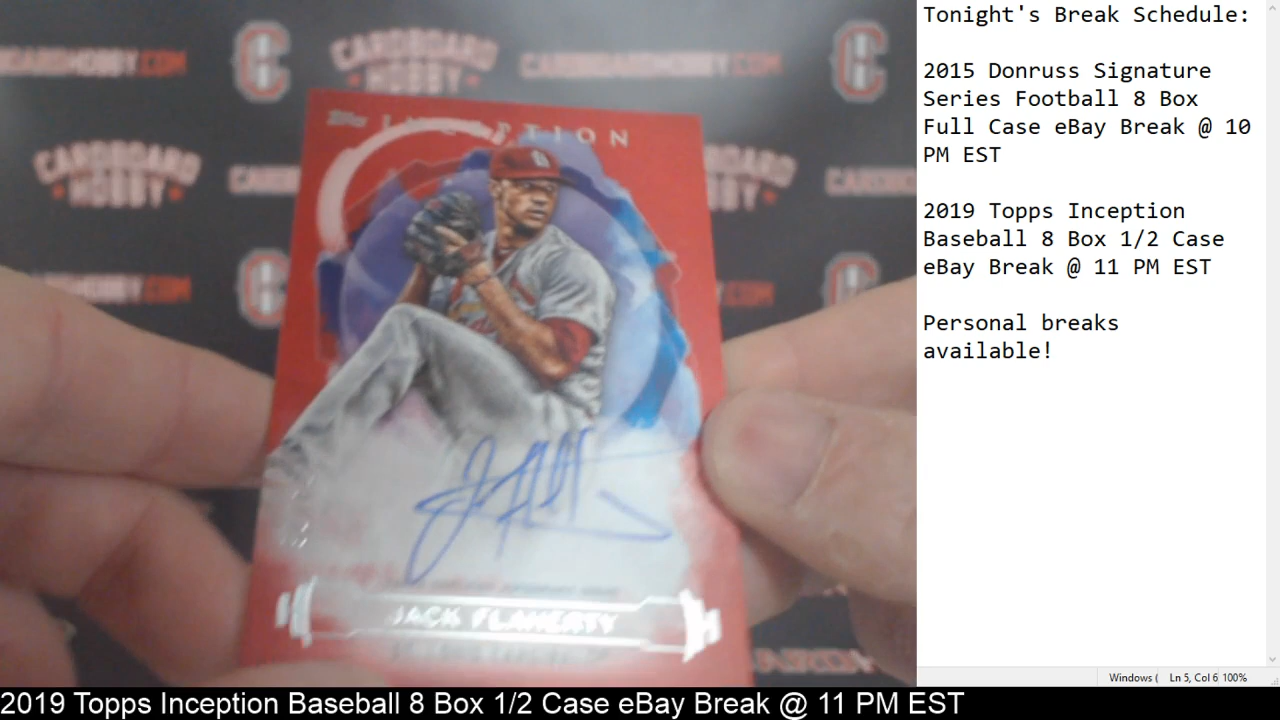 CARDBOARD
HOBBY
CARDBOARD
HOBBY
INCEPTION
JACK FLAHERTY
Tonight's Break Schedule:
2015 Donruss Signature
Series Football 8 Box
Full Case eBay Break @ 10
PM EST
2019 Topps Inception
Baseball 8 Box 1/2 Case
eBay Break @ 11 PM EST
Personal breaks
available!
Windows (
Ln 5, Col 6
100%
2019 Topps Inception Baseball 8 Box 1/2 Case eBay Break @ 11 PM EST